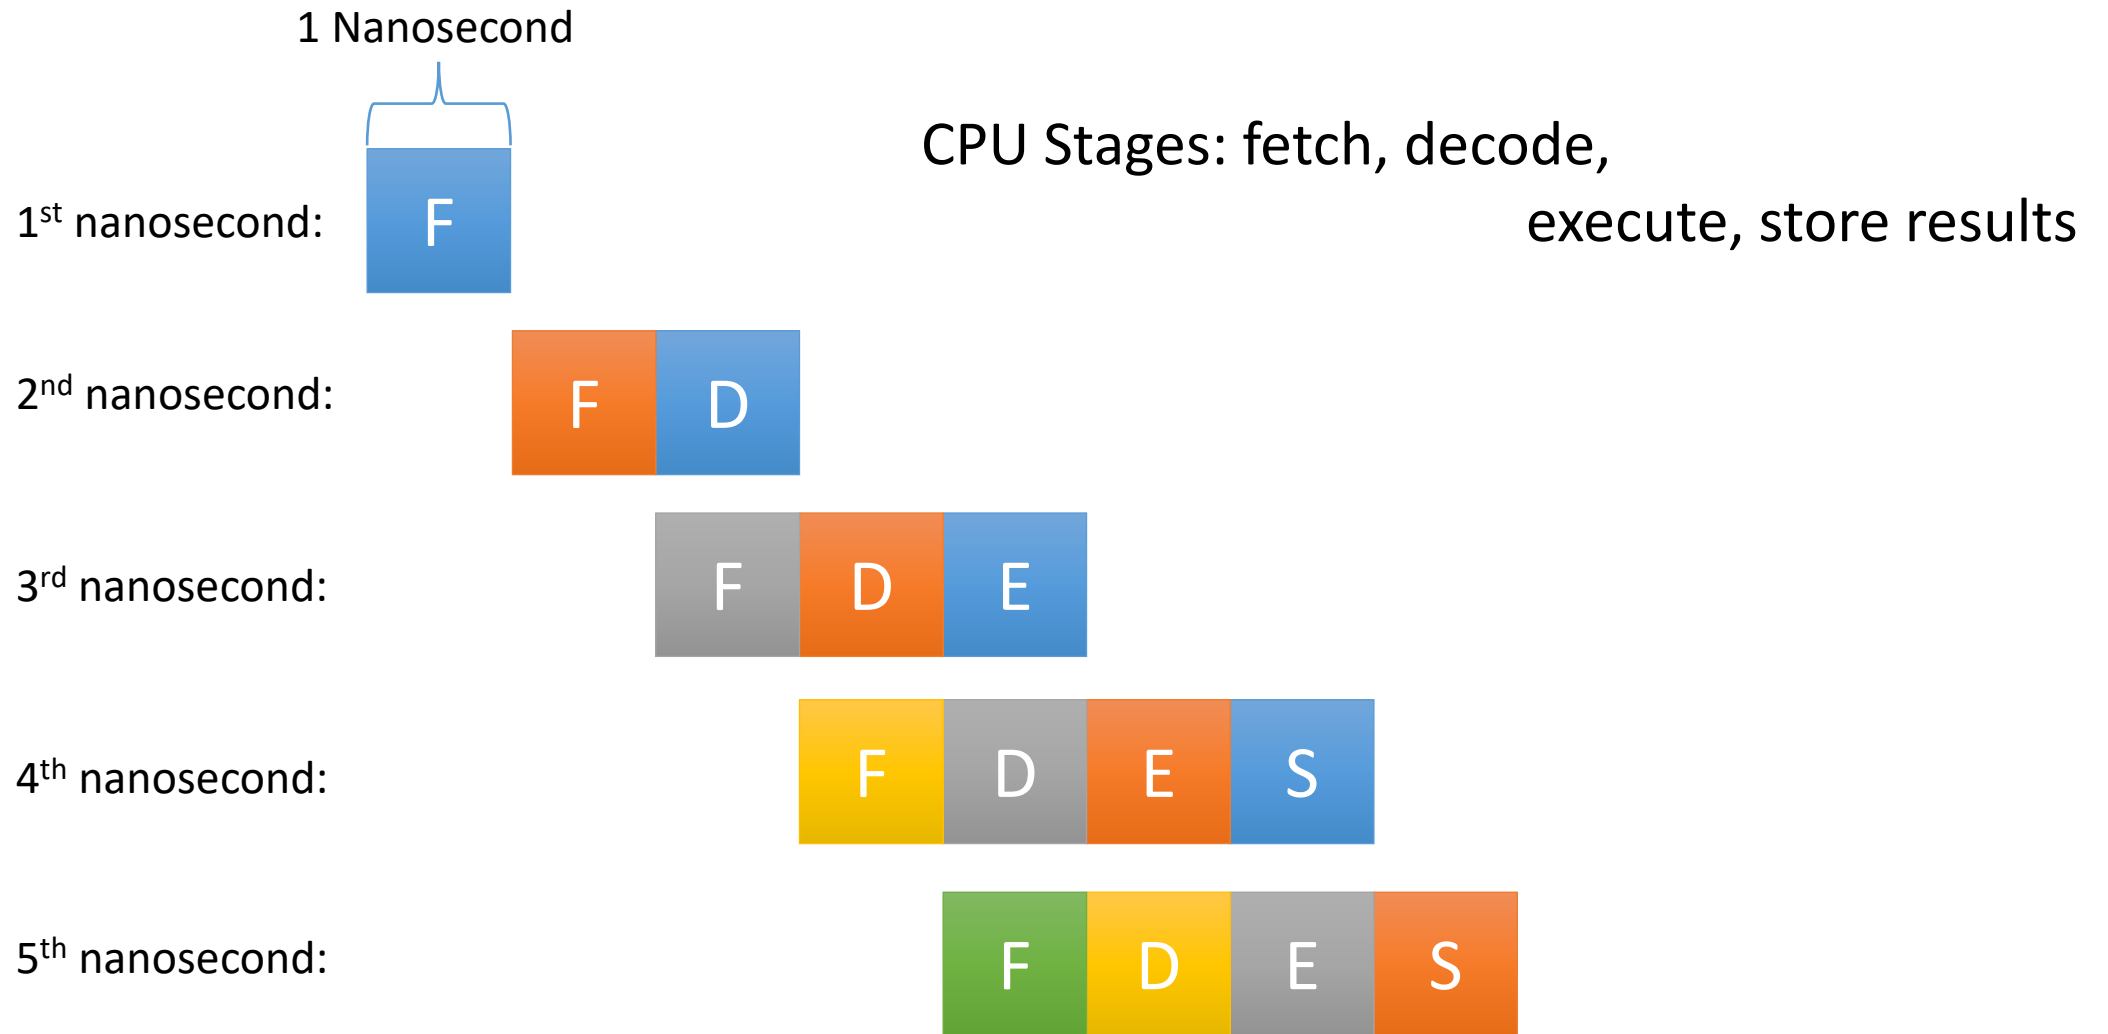 1 Nanosecond
CPU Stages: fetch, decode,
execute, store results
1st nanosecond:
F
2nd nanosecond:
F D
3rd nanosecond:
F D E
4th nanosecond:
F D E S
5th nanosecond:
F D E S